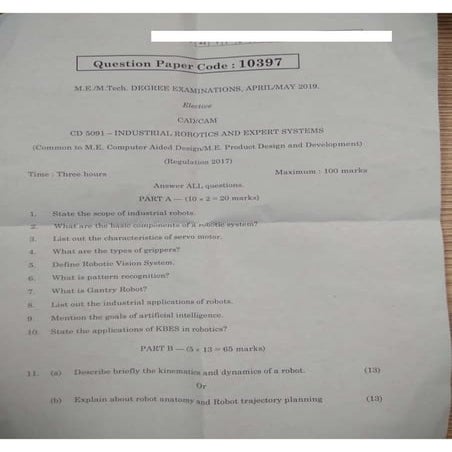 Question Paper Code : 10397
M.E./M.Tech. DEGREE EXAMINATIONS, APRIL/MAY 2019.
Elective
CAD/CAM
CD 5091 – INDUSTRIAL ROBOTICS AND EXPERT SYSTEMS
(Common to M.E. Computer Aided Design/M.E. Product Design and Development)
(Regulation 2017)
Time : Three hours Maximum : 100 marks
Answer ALL questions.
PART A — (10 × 2 = 20 marks)
1. State the scope of industrial robots.
2. What are the basic components of a robotic system?
3. List out the characteristics of servo motor.
4. What are the types of grippers?
5. Define Robotic Vision System.
6. What is pattern recognition?
7. What is Gantry Robot?
8. List out the industrial applications of robots.
9. Mention the goals of artificial intelligence.
10. State the applications of KBES in robotics?
PART B — (5 × 13 = 65 marks)
11. (a) Describe briefly the kinematics and dynamics of a robot. (13)
Or
(b) Explain about robot anatomy and Robot trajectory planning (13)